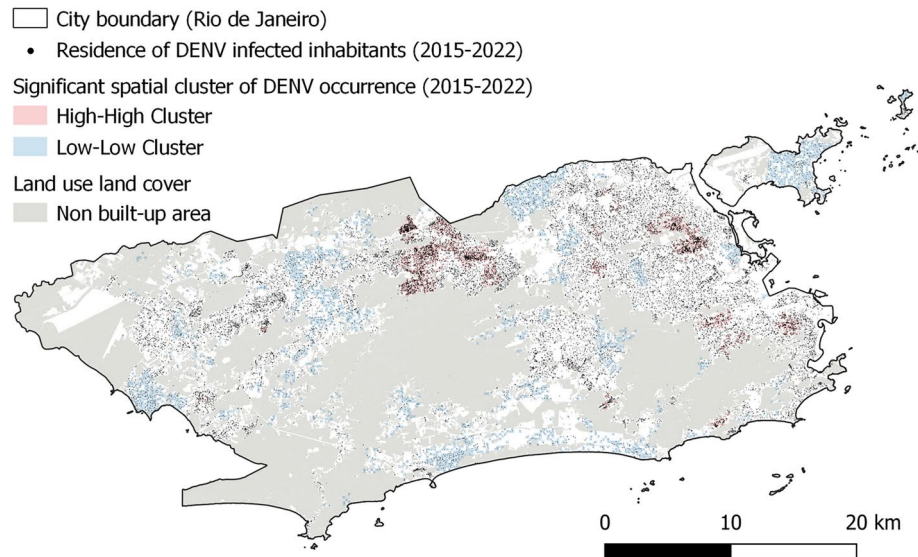 City boundary (Rio de Janeiro)
Residence of DENV infected inhabitants (2015-2022)
Significant spatial cluster of DENV occurrence (2015-2022)
High-High Cluster
Low-Low Cluster
Land use land cover
Non built-up area
0 10 20 km